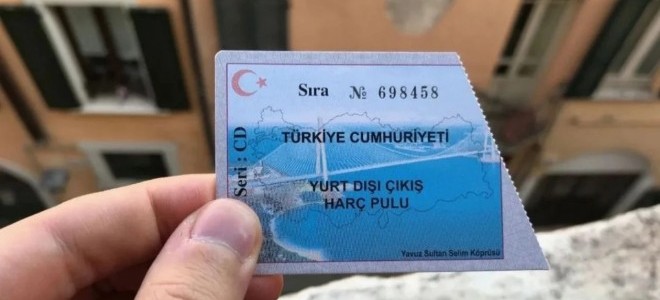 Sıra № 698458
TÜRKİYE CUMHURİYETİ
YURT DIŞI ÇIKIŞ
HARÇ PULU
Seri : CD
Yavuz Sultan Selim Köprüsü